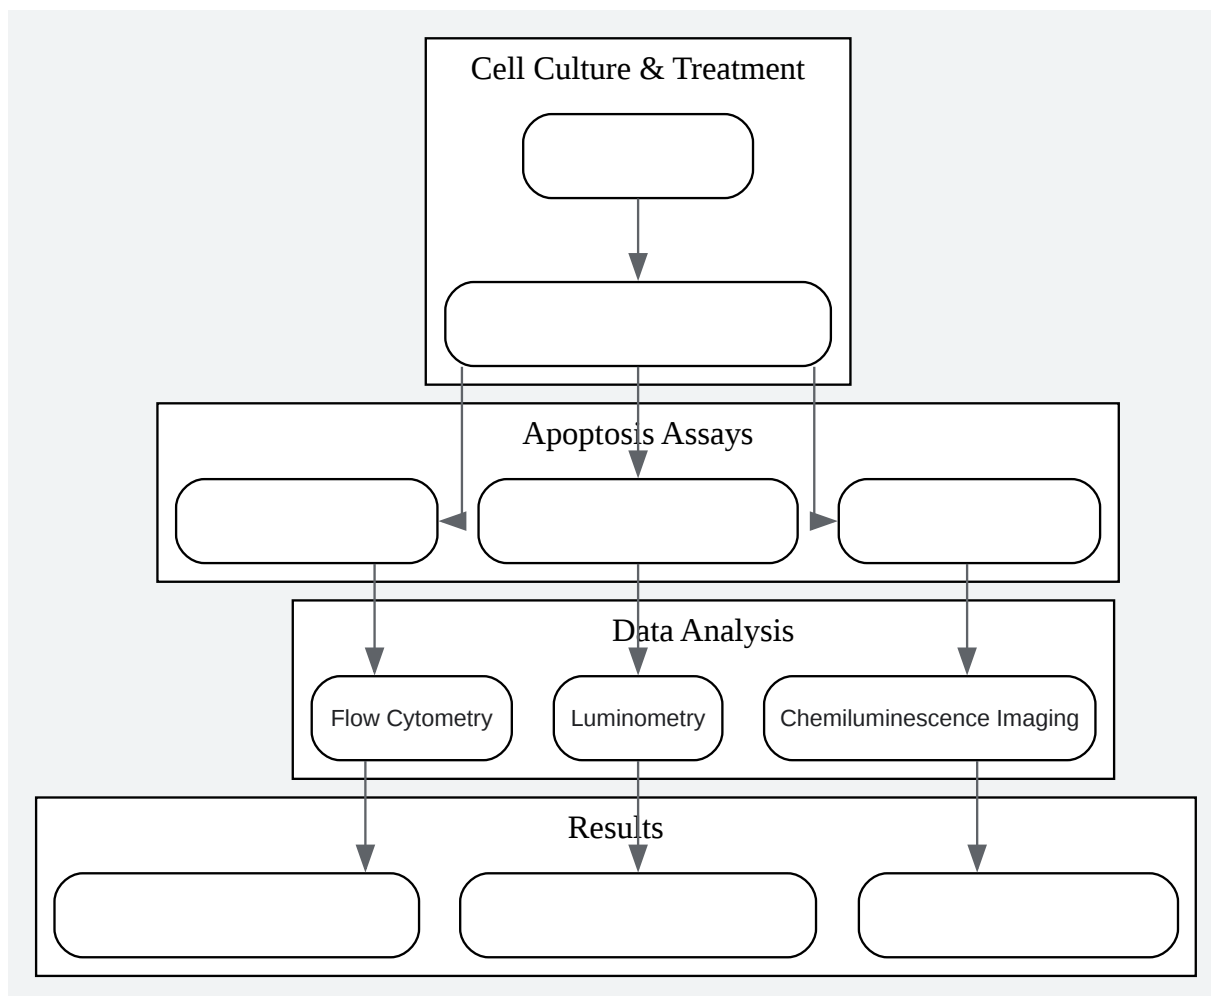 Cell Culture & Treatment
Apoptosis Assays
Data Analysis
Flow Cytometry
Luminometry
Chemiluminescence Imaging
Results